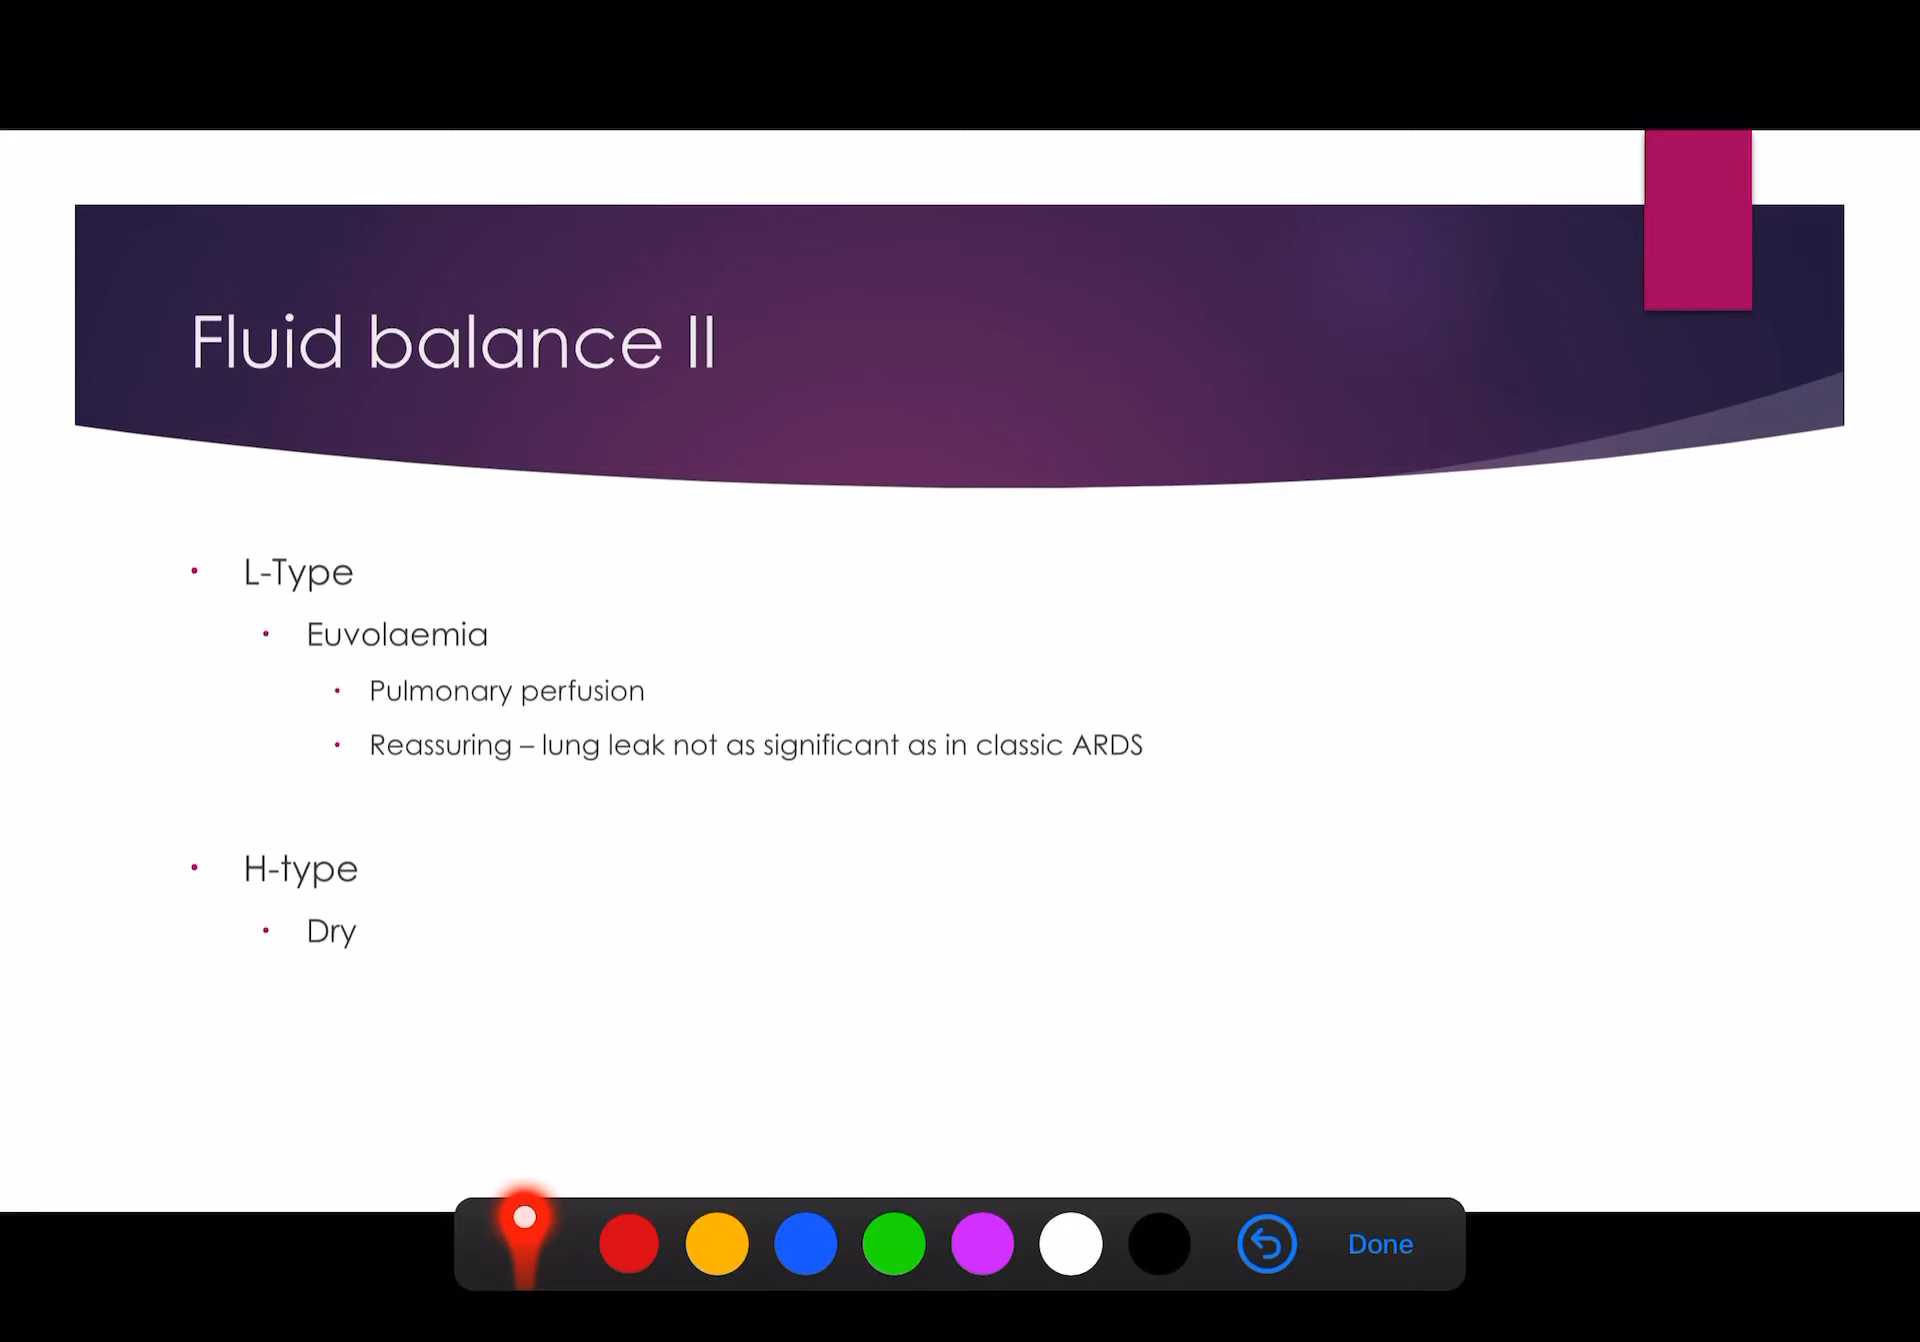 Fluid balance II
• L-Type
• Euvolaemia
• Pulmonary perfusion
• Reassuring – lung leak not as significant as in classic ARDS
• H-type
• Dry
Done